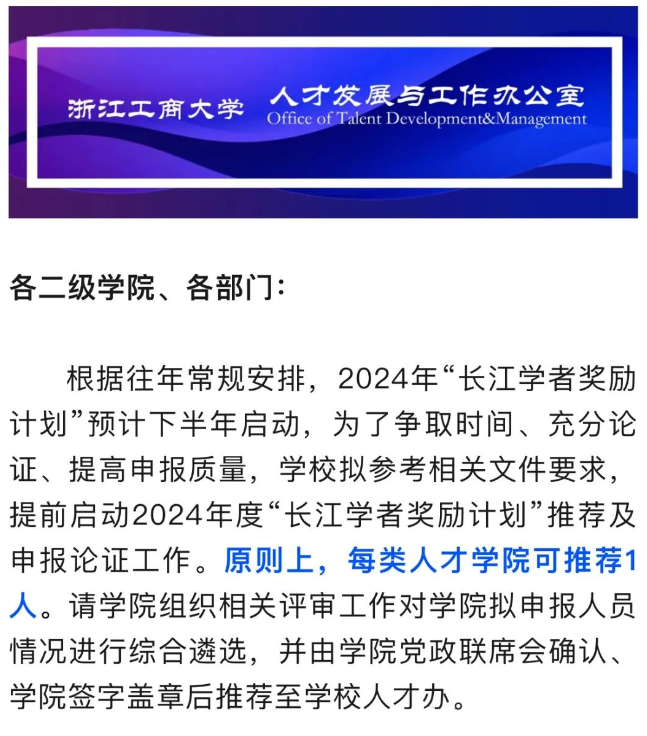 浙江工商大学 人才发展与工作办公室
Office of Talent Development&Management
各二级学院、各部门：
根据往年常规安排，2024年“长江学者奖励
计划”预计下半年启动，为了争取时间、充分论
证、提高申报质量，学校拟参考相关文件要求，
提前启动2024年度“长江学者奖励计划”推荐及
申报论证工作。原则上，每类人才学院可推荐1
人。请学院组织相关评审工作对学院拟申报人员
情况进行综合遴选，并由学院党政联席会确认、
学院签字盖章后推荐至学校人才办。